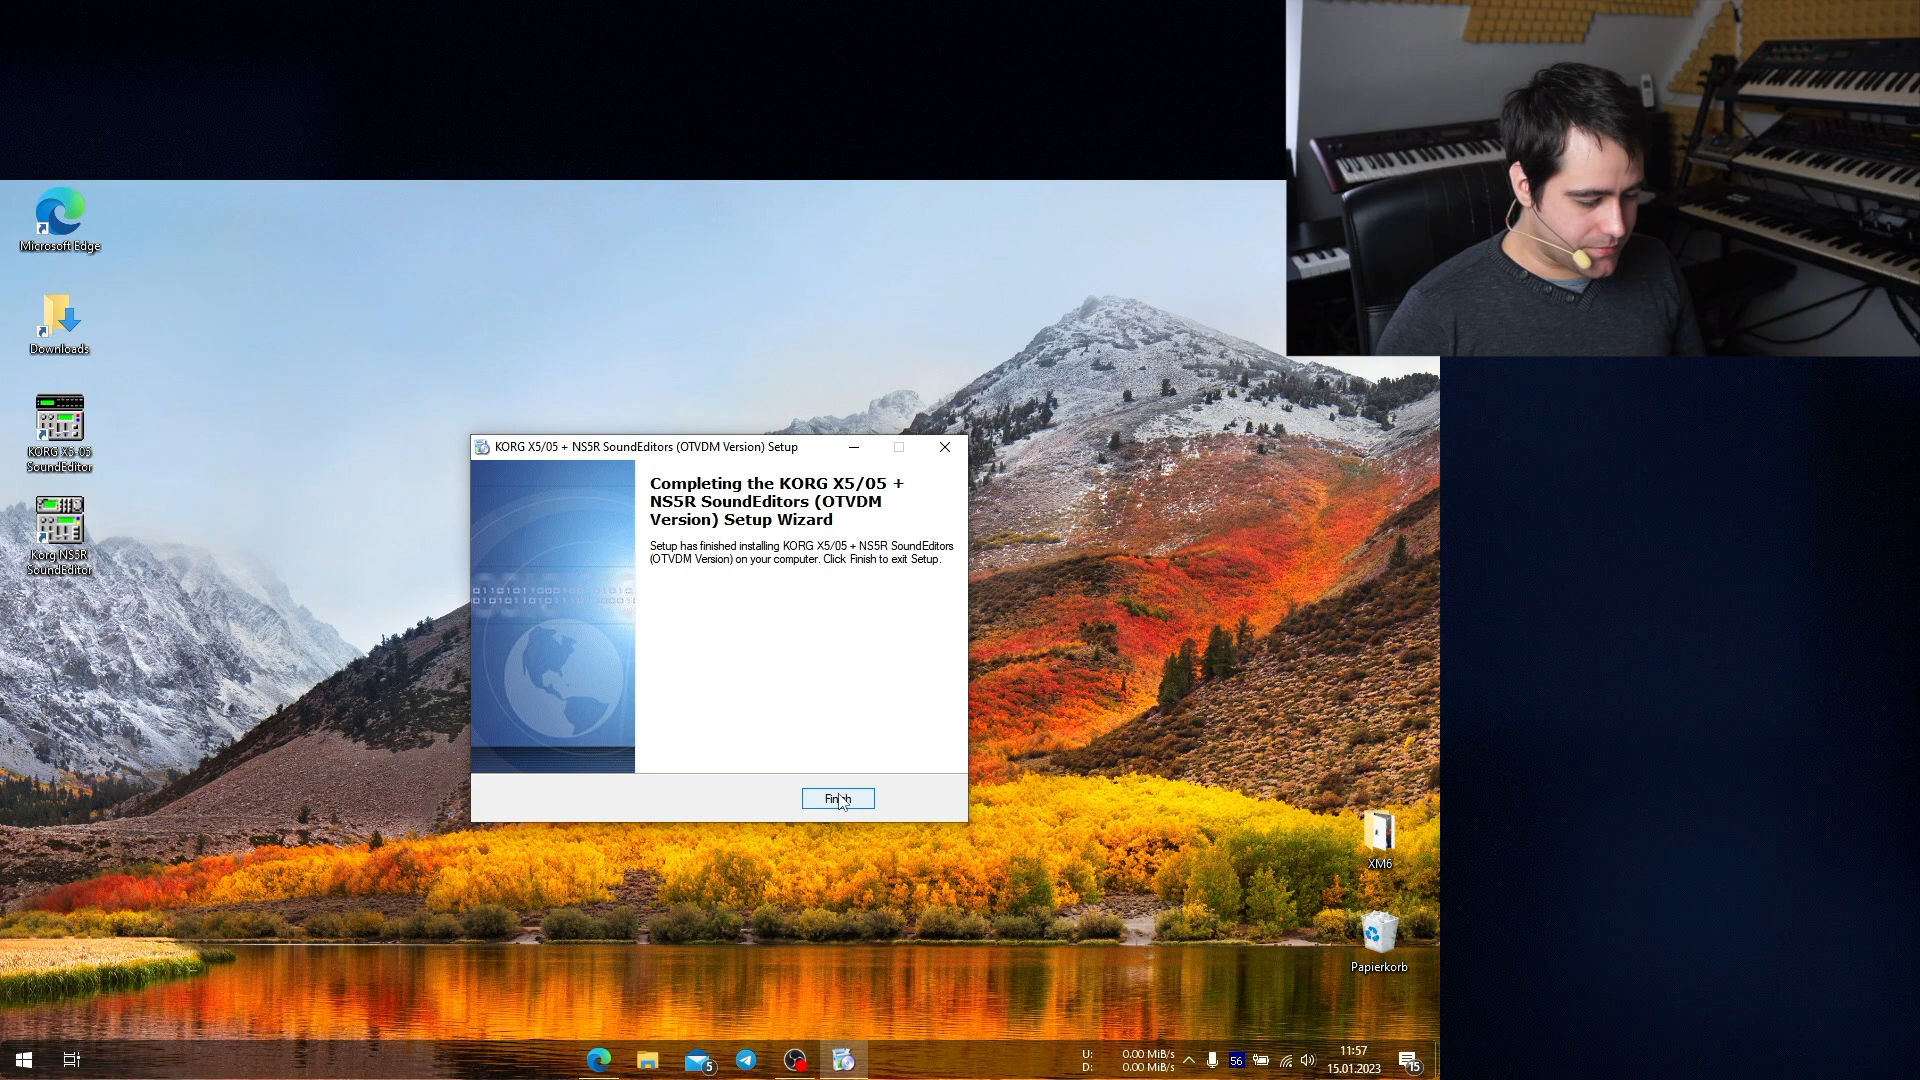 Microsoft Edge
Downloads
KORG X5-05
SoundEditor
Korg NS5R
SoundEditor
KORG X5/05 + NS5R SoundEditors (OTVDM Version) Setup
Completing the KORG X5/05 +
NS5R SoundEditors (OTVDM
Version) Setup Wizard
Setup has finished installing KORG X5/05 + NS5R SoundEditors
(OTVDM Version) on your computer. Click Finish to exit Setup.
Finish
XM6
Papierkorb
5
U: 0.00 MiB/s
D: 0.00 MiB/s
56
11:57
15.01.2023
15